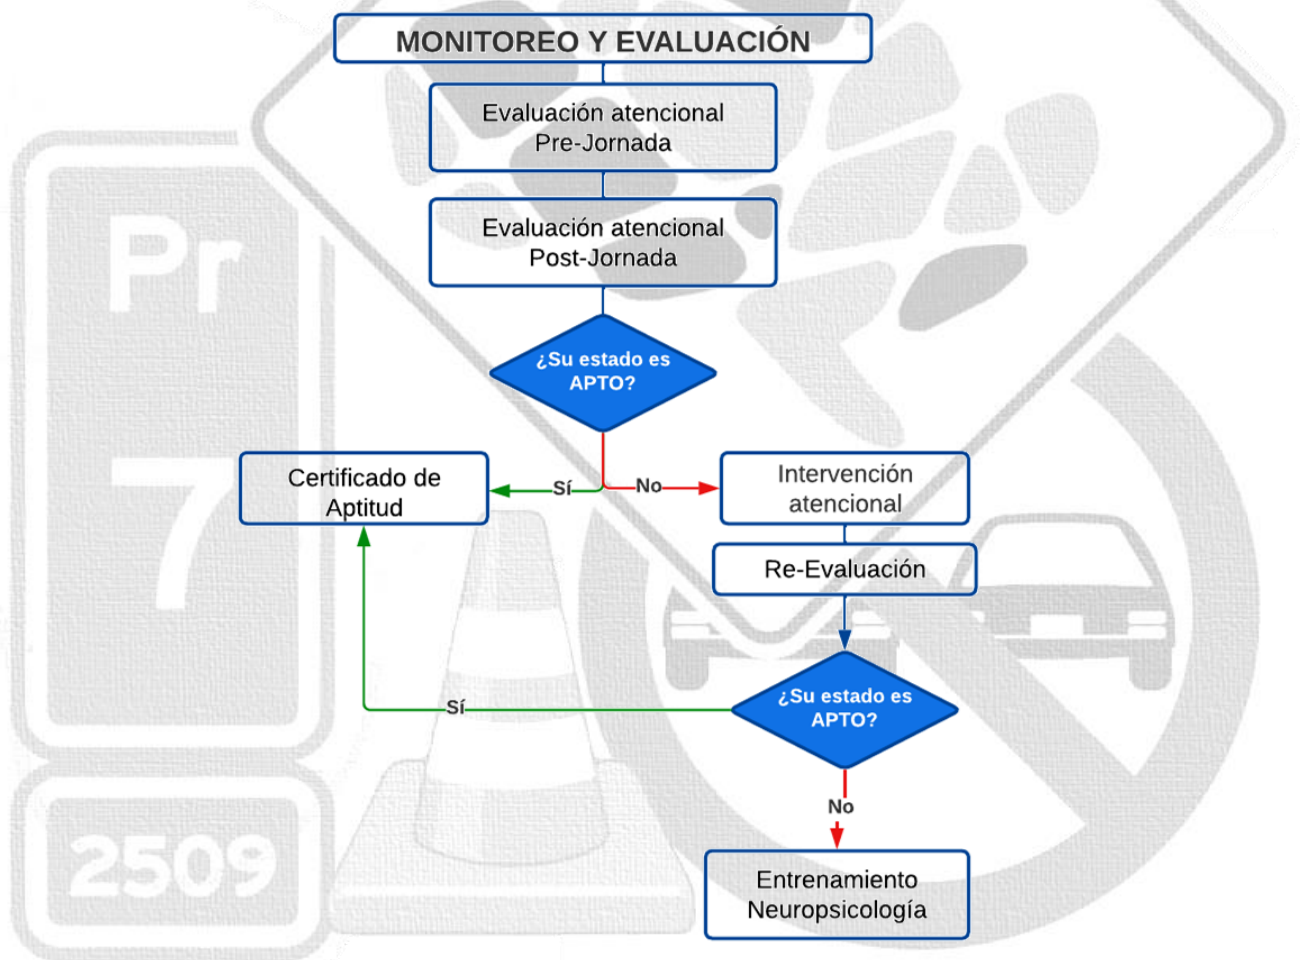 MONITOREO Y EVALUACIÓN
Evaluación atencional
Pre-Jornada
Evaluación atencional
Post-Jornada
¿Su estado es
APTO?
Certificado de
Aptitud
Sí
No
Intervención
atencional
Re-Evaluación
¿Su estado es
APTO?
Sí
No
Entrenamiento
Neuropsicología
Pr
7
2509